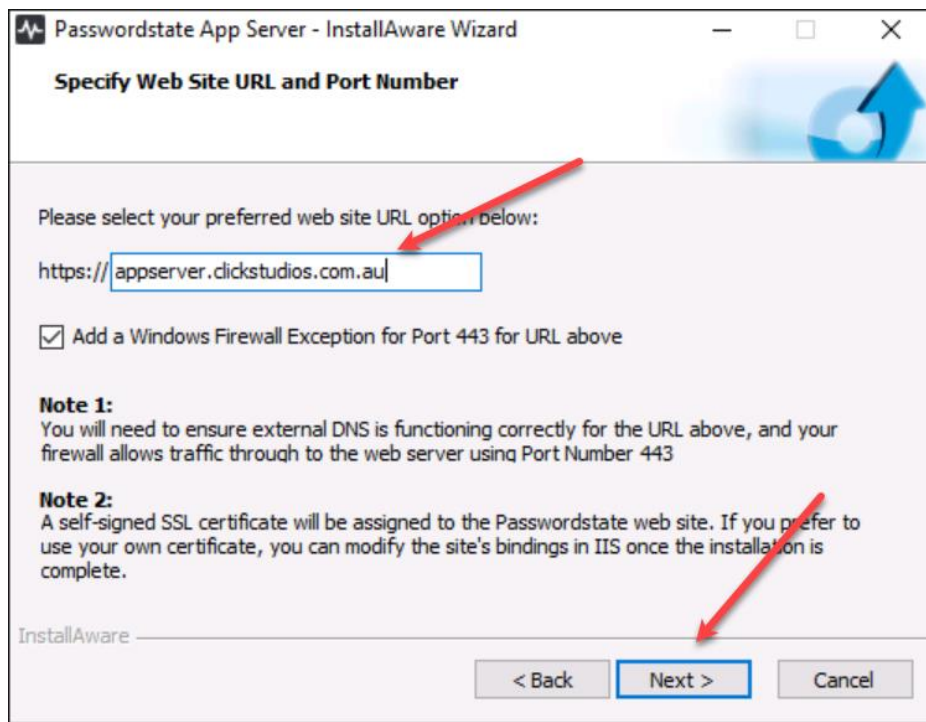 Passwordstate App Server - InstallAware Wizard
Specify Web Site URL and Port Number
Please select your preferred web site URL option below:
https:// appserver.clickstudios.com.au
Add a Windows Firewall Exception for Port 443 for URL above
Note 1:
You will need to ensure external DNS is functioning correctly for the URL above, and your
firewall allows traffic through to the web server using Port Number 443
Note 2:
A self-signed SSL certificate will be assigned to the Passwordstate web site. If you prefer to
use your own certificate, you can modify the site's bindings in IIS once the installation is
complete.
InstallAware
< Back Next > Cancel